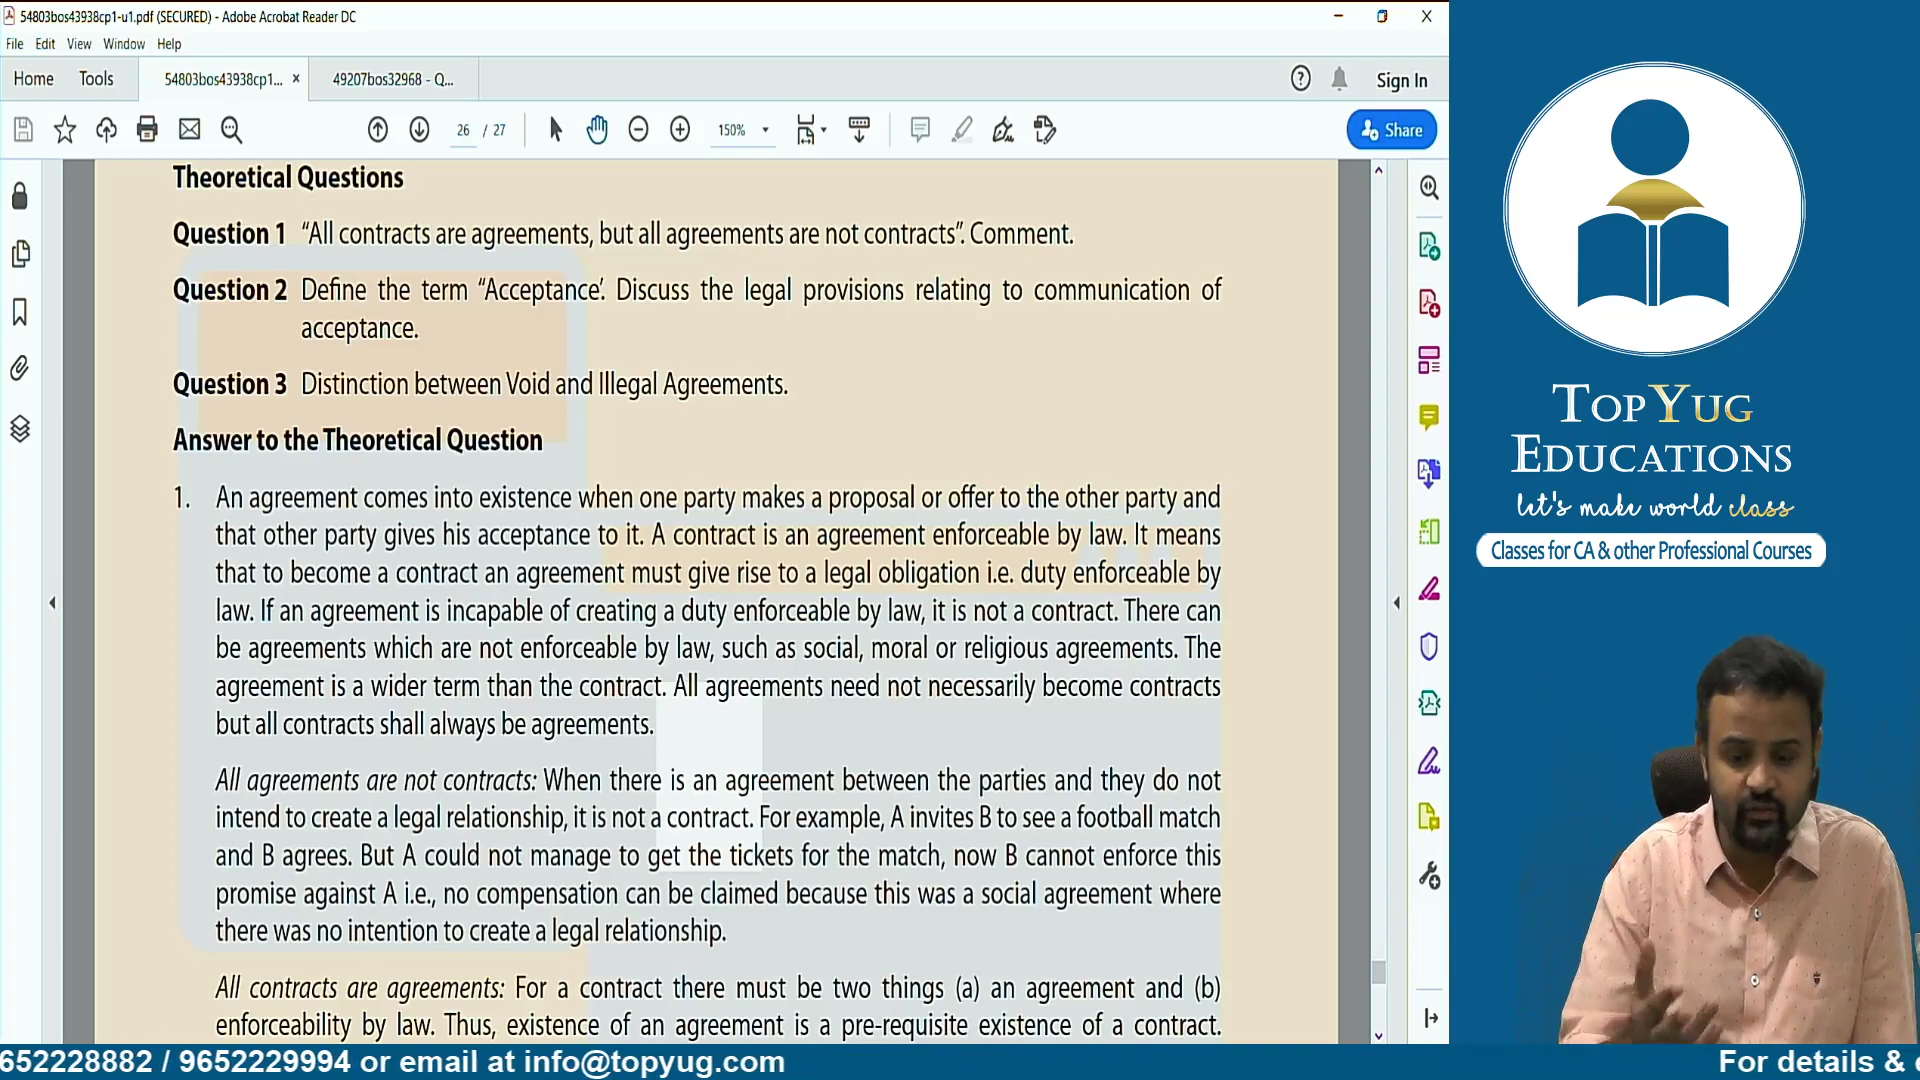 54803bos43938cp1-u1.pdf (SECURED) - Adobe Acrobat Reader DC
File Edit View Window Help
Home Tools 54803bos43938cp1... × 49207bos32968 - Q... Sign In
26 / 27 150% Share
Theoretical Questions
Question 1 “All contracts are agreements, but all agreements are not contracts”. Comment.
Question 2 Define the term “Acceptance’. Discuss the legal provisions relating to communication of
acceptance.
Question 3 Distinction between Void and Illegal Agreements.
Answer to the Theoretical Question
1. An agreement comes into existence when one party makes a proposal or offer to the other party and
that other party gives his acceptance to it. A contract is an agreement enforceable by law. It means
that to become a contract an agreement must give rise to a legal obligation i.e. duty enforceable by
law. If an agreement is incapable of creating a duty enforceable by law, it is not a contract. There can
be agreements which are not enforceable by law, such as social, moral or religious agreements. The
agreement is a wider term than the contract. All agreements need not necessarily become contracts
but all contracts shall always be agreements.
All agreements are not contracts: When there is an agreement between the parties and they do not
intend to create a legal relationship, it is not a contract. For example, A invites B to see a football match
and B agrees. But A could not manage to get the tickets for the match, now B cannot enforce this
promise against A i.e., no compensation can be claimed because this was a social agreement where
there was no intention to create a legal relationship.
All contracts are agreements: For a contract there must be two things (a) an agreement and (b)
enforceability by law. Thus, existence of an agreement is a pre-requisite existence of a contract.
TOPYUG
EDUCATIONS
let's make world class
Classes for CA & other Professional Courses
652228882 / 9652229994 or email at info@topyug.com
For details &